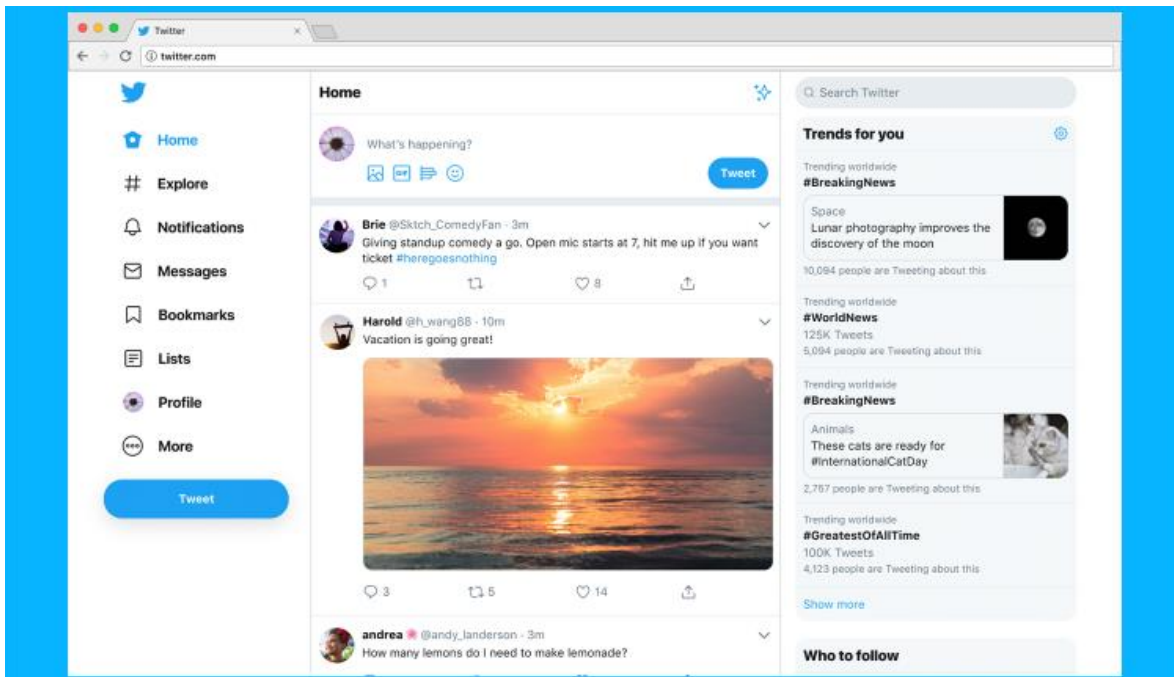 Twitter
twitter.com
Home
Explore
Notifications
Messages
Bookmarks
Lists
Profile
More
Tweet
Home
What's happening?
GIF
Tweet
Brie @Sktch_ComedyFan · 3m
Giving standup comedy a go. Open mic starts at 7, hit me up if you want
ticket #heregoesnothing
1
8
Harold @h_wang88 · 10m
Vacation is going great!
3
5
14
andrea @andy_landerson · 3m
How many lemons do I need to make lemonade?
Search Twitter
Trends for you
Trending worldwide
#BreakingNews
Space
Lunar photography improves the
discovery of the moon
10,094 people are Tweeting about this
Trending worldwide
#WorldNews
125K Tweets
5,094 people are Tweeting about this
Trending worldwide
#BreakingNews
Animals
These cats are ready for
#InternationalCatDay
2,767 people are Tweeting about this
Trending worldwide
#GreatestOfAllTime
100K Tweets
4,123 people are Tweeting about this
Show more
Who to follow